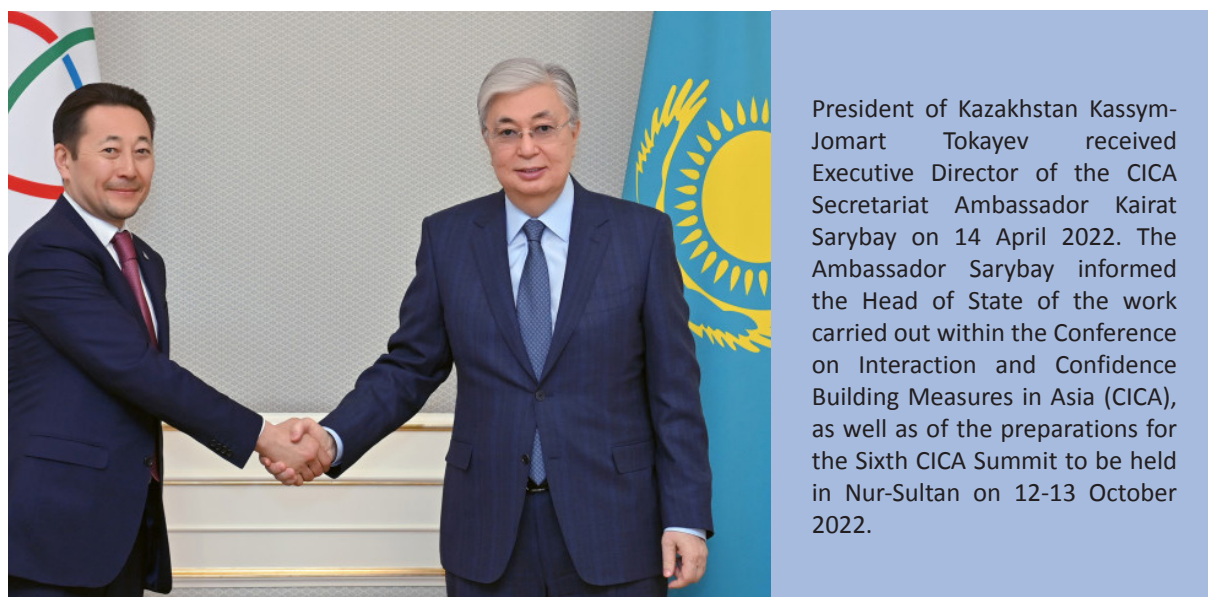 President of Kazakhstan Kassym-
Jomart Tokayev received
Executive Director of the CICA
Secretariat Ambassador Kairat
Sarybay on 14 April 2022. The
Ambassador Sarybay informed
the Head of State of the work
carried out within the Conference
on Interaction and Confidence
Building Measures in Asia (CICA),
as well as of the preparations for
the Sixth CICA Summit to be held
in Nur-Sultan on 12-13 October
2022.